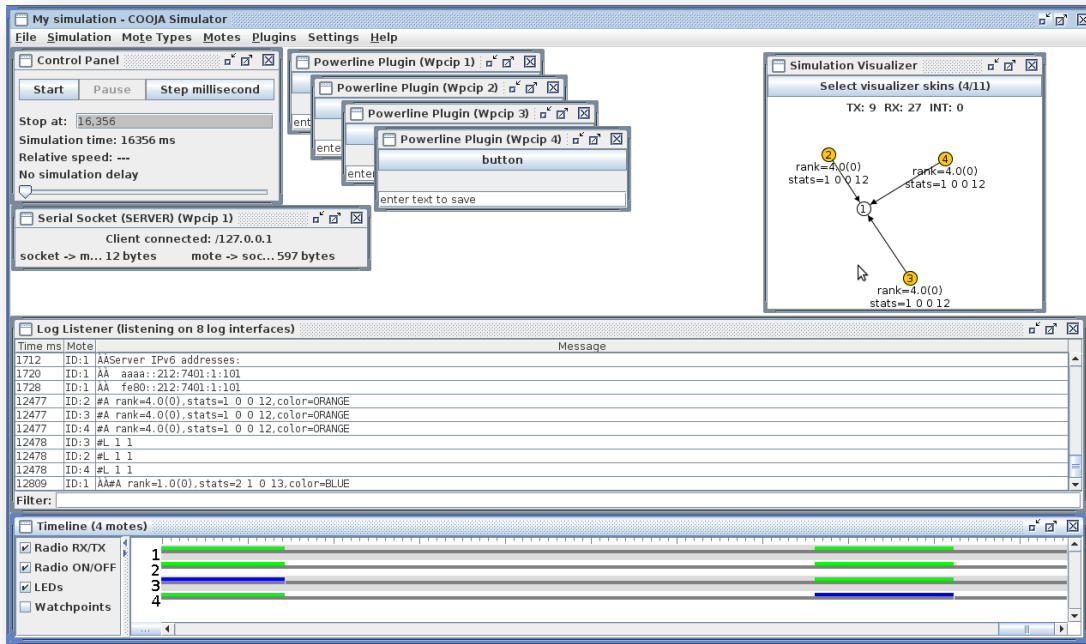 My simulation - COOJA Simulator
File Simulation Mote Types Motes Plugins Settings Help
Control Panel
Start Pause Step millisecond
Stop at: 16,356
Simulation time: 16356 ms
Relative speed: ---
No simulation delay
Powerline Plugin (Wpcip 1)
Powerline Plugin (Wpcip 2)
Powerline Plugin (Wpcip 3)
Powerline Plugin (Wpcip 4)
button
ent
ente
enter
enter text to save
Simulation Visualizer
Select visualizer skins (4/11)
TX: 9 RX: 27 INT: 0
2
rank=4.0(0)
stats=1 0 0 12
4
rank=4.0(0)
stats=1 0 0 12
1
3
rank=4.0(0)
stats=1 0 0 12
Serial Socket (SERVER) (Wpcip 1)
Client connected: /127.0.0.1
socket -> m... 12 bytes mote -> soc... 597 bytes
Log Listener (listening on 8 log interfaces)
Time ms Mote Message
1712 ID:1 ÀÀServer IPv6 addresses:
1720 ID:1 ÀÀ aaaa::212:7401:1:101
1728 ID:1 ÀÀ fe80::212:7401:1:101
12477 ID:2 #A rank=4.0(0),stats=1 0 0 12,color=ORANGE
12477 ID:3 #A rank=4.0(0),stats=1 0 0 12,color=ORANGE
12477 ID:4 #A rank=4.0(0),stats=1 0 0 12,color=ORANGE
12478 ID:3 #L 1 1
12478 ID:2 #L 1 1
12478 ID:4 #L 1 1
12809 ID:1 ÀÀ#A rank=1.0(0),stats=2 1 0 13,color=BLUE
Filter:
Timeline (4 motes)
Radio RX/TX
Radio ON/OFF
LEDs
Watchpoints
1
2
3
4
...